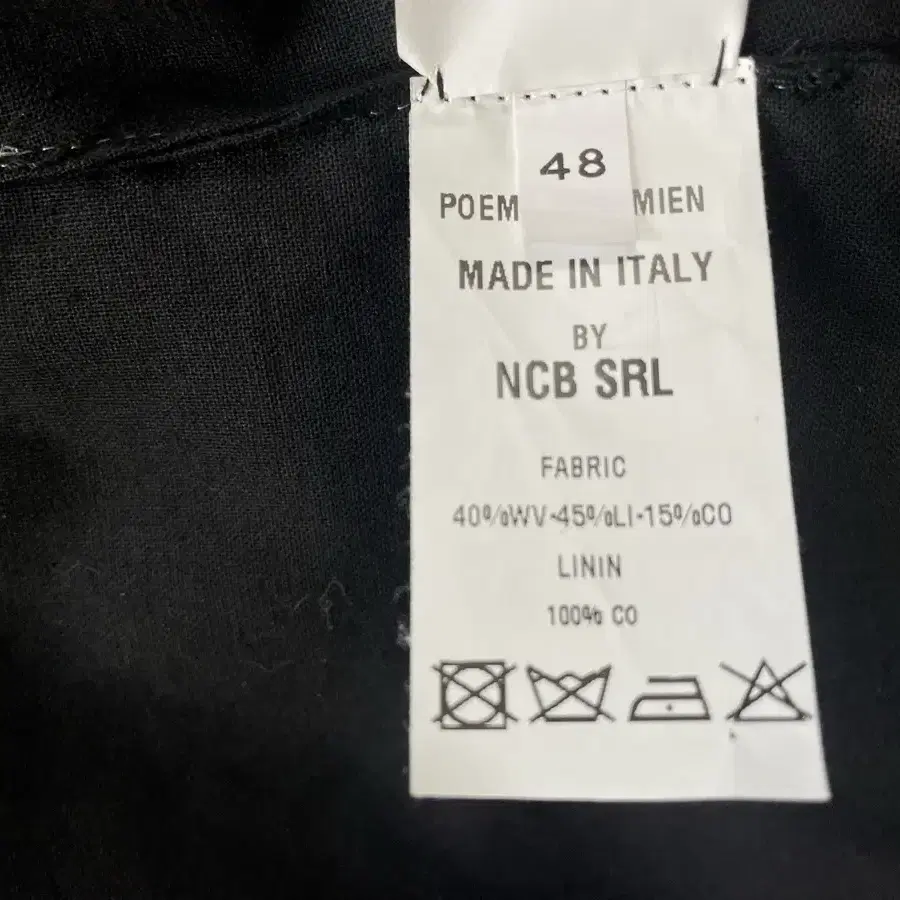 48
POEM MIEN
MADE IN ITALY
BY
NCB SRL
FABRIC
40%WV-45%LI-15%CO
LININ
100% CO